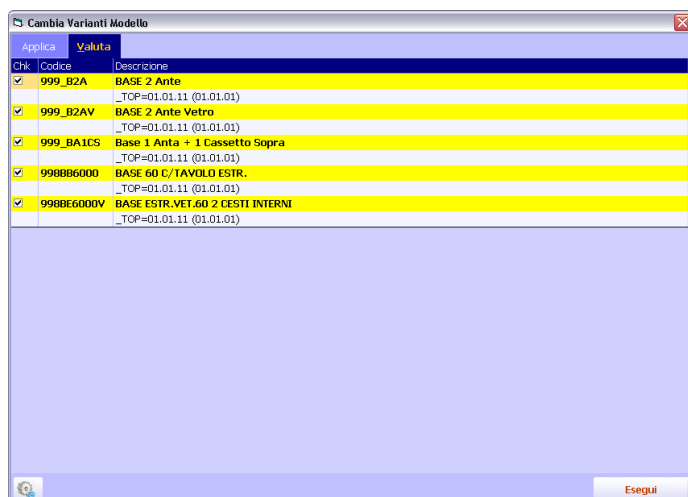 Cambia Varianti Modello
Applica Valuta
Chk Codice Descrizione
999_B2A BASE 2 Ante
_TOP=01.01.11 (01.01.01)
999_B2AV BASE 2 Ante Vetro
_TOP=01.01.11 (01.01.01)
999_BA1CS Base 1 Anta + 1 Cassetto Sopra
_TOP=01.01.11 (01.01.01)
998BB6000 BASE 60 C/TAVOLO ESTR.
_TOP=01.01.11 (01.01.01)
998BE6000V BASE ESTR.VET.60 2 CESTI INTERNI
_TOP=01.01.11 (01.01.01)
Esegui